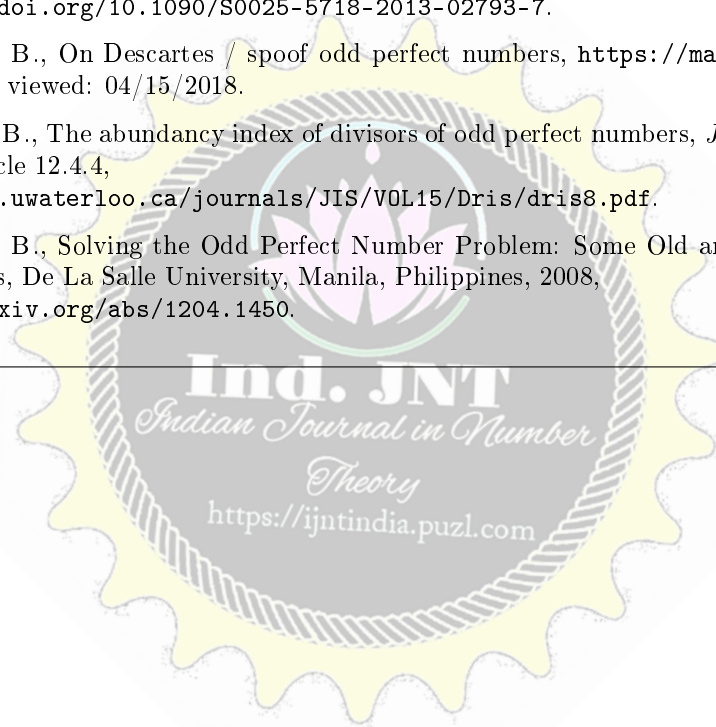 doi.org/10.1090/S0025-5718-2013-02793-7.
B., On Descartes / spoof odd perfect numbers, https://ma
viewed: 04/15/2018.
B., The abundancy index of divisors of odd perfect numbers, J
cle 12.4.4,
.uwaterloo.ca/journals/JIS/VOL15/Dris/dris8.pdf.
B., Solving the Odd Perfect Number Problem: Some Old a
s, De La Salle University, Manila, Philippines, 2008,
xiv.org/abs/1204.1450.
Ind. JNT
Indian Journal in Number
Theory
https://ijntindia.puzl.com